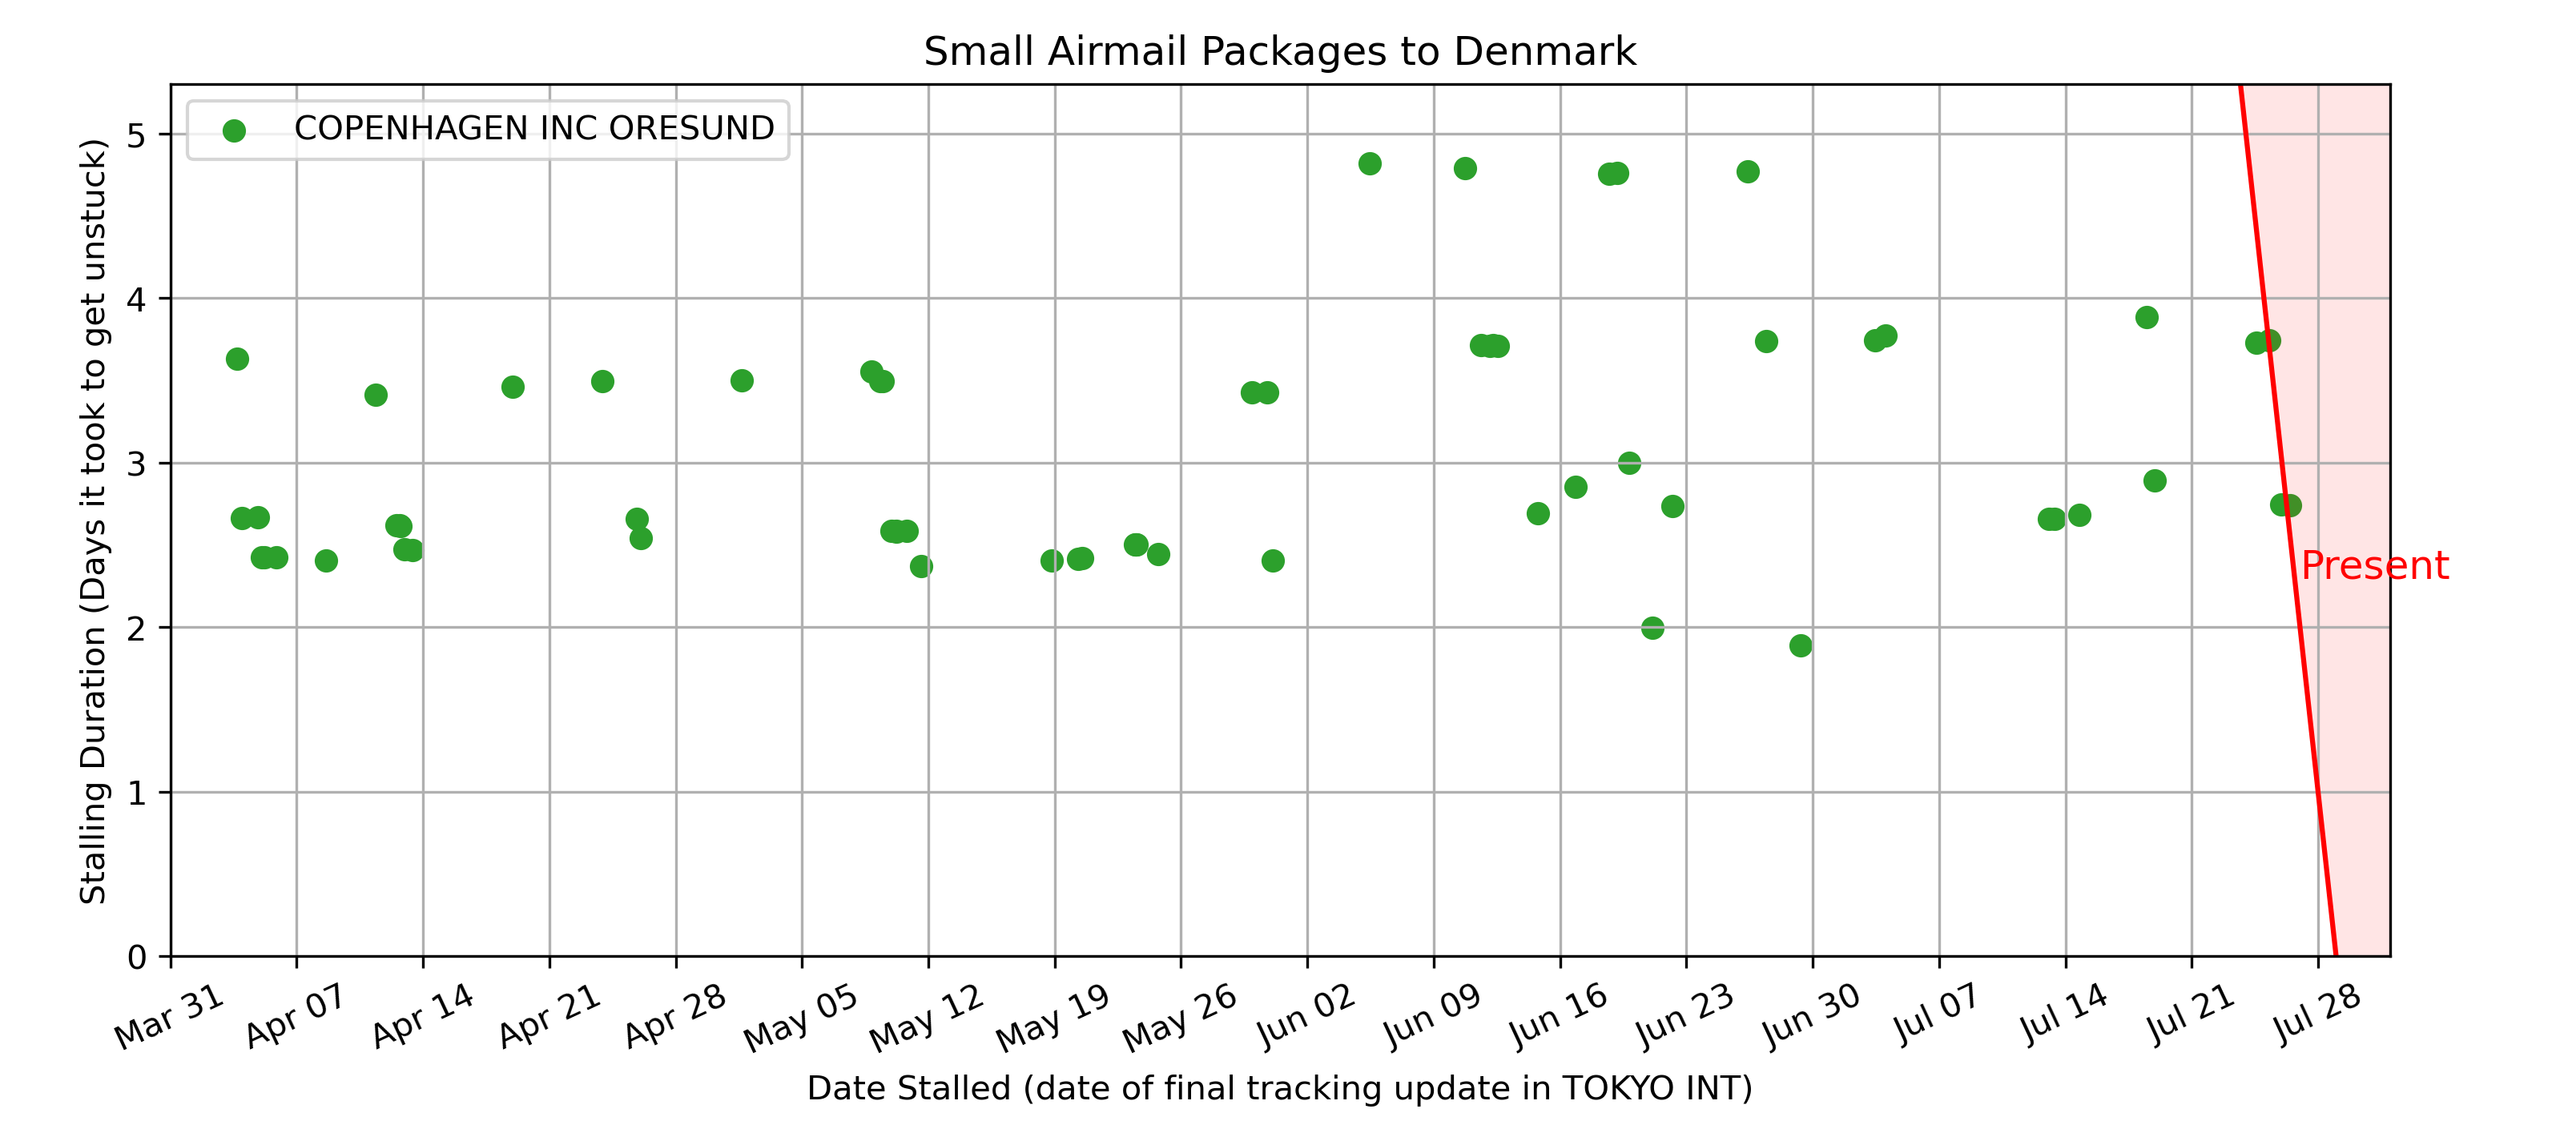 Small Airmail Packages to Denmark
COPENHAGEN INC ORESUND
Stalling Duration (Days it took to get unstuck)
5
4
3
2
1
0
Present
Mar 31
Apr 07
Apr 14
Apr 21
Apr 28
May 05
May 12
May 19
May 26
Jun 02
Jun 09
Jun 16
Jun 23
Jun 30
Jul 07
Jul 14
Jul 21
Jul 28
Date Stalled (date of final tracking update in TOKYO INT)